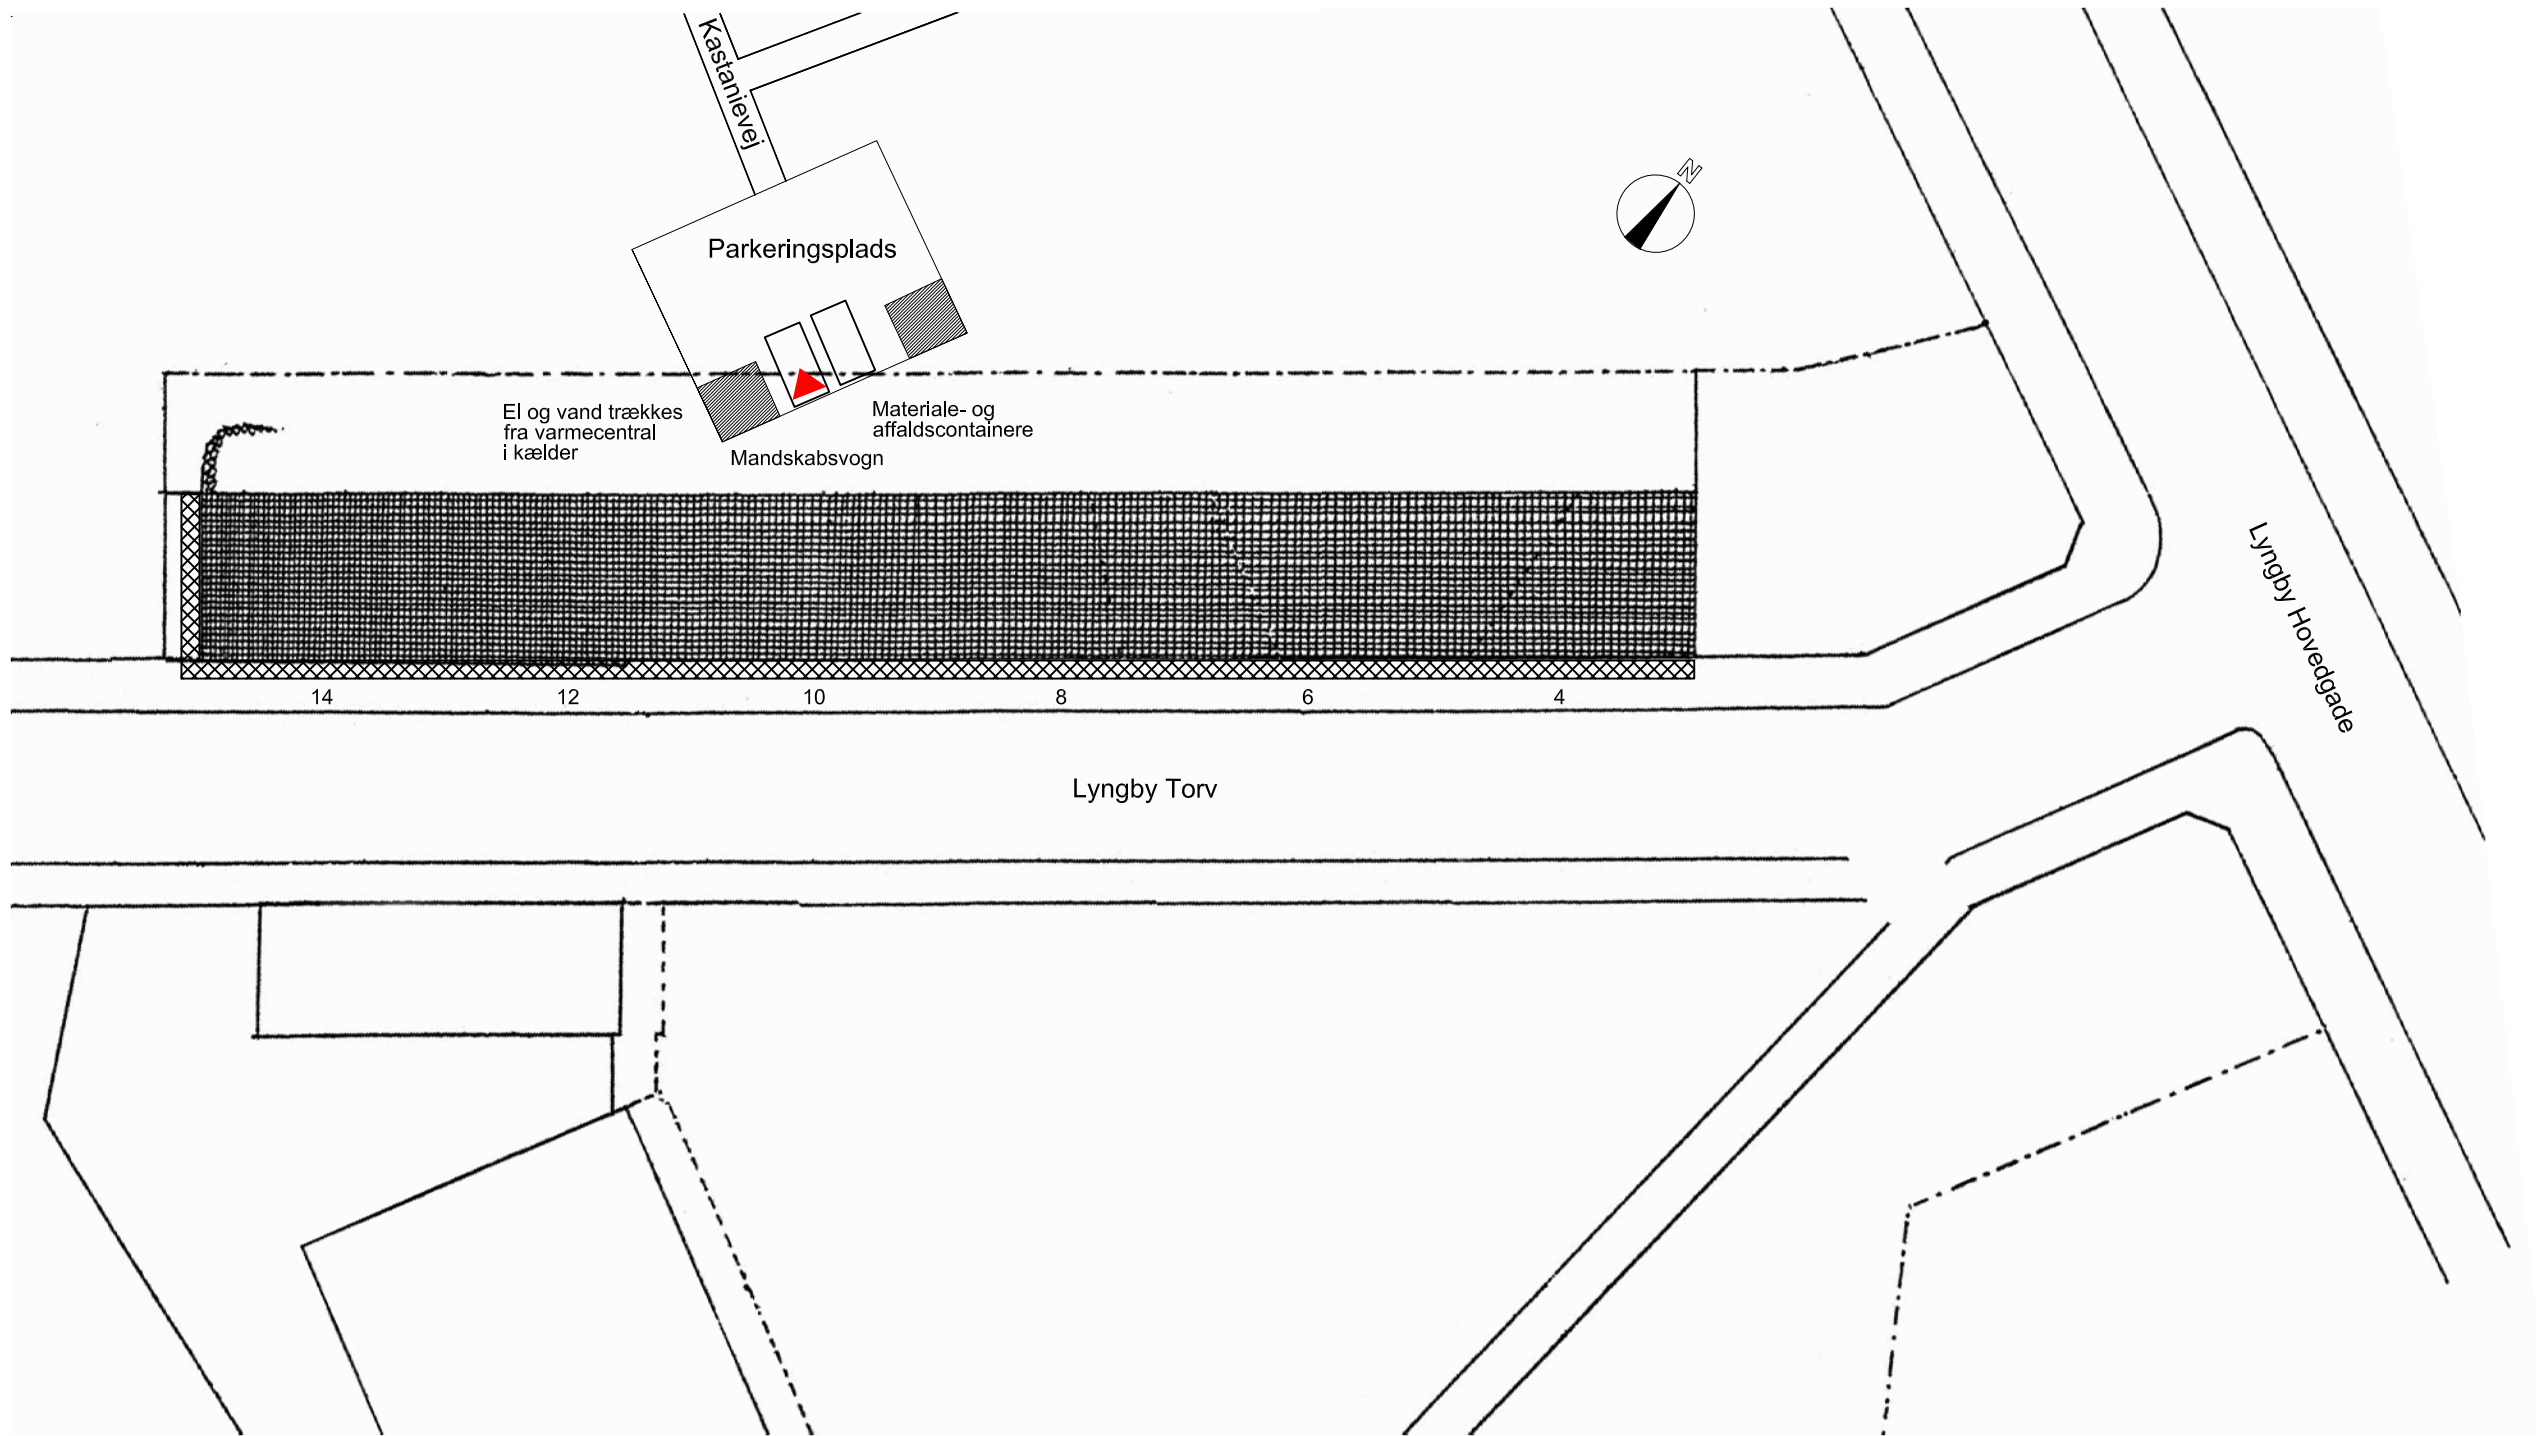 Kastanievej
N
Parkeringsplads
El og vand trækkes
fra varmecentral
i kælder
Materiale- og
affaldscontainere
Mandskabsvogn
14 12 10 8 6 4
Lyngby Hovedgade
Lyngby Torv